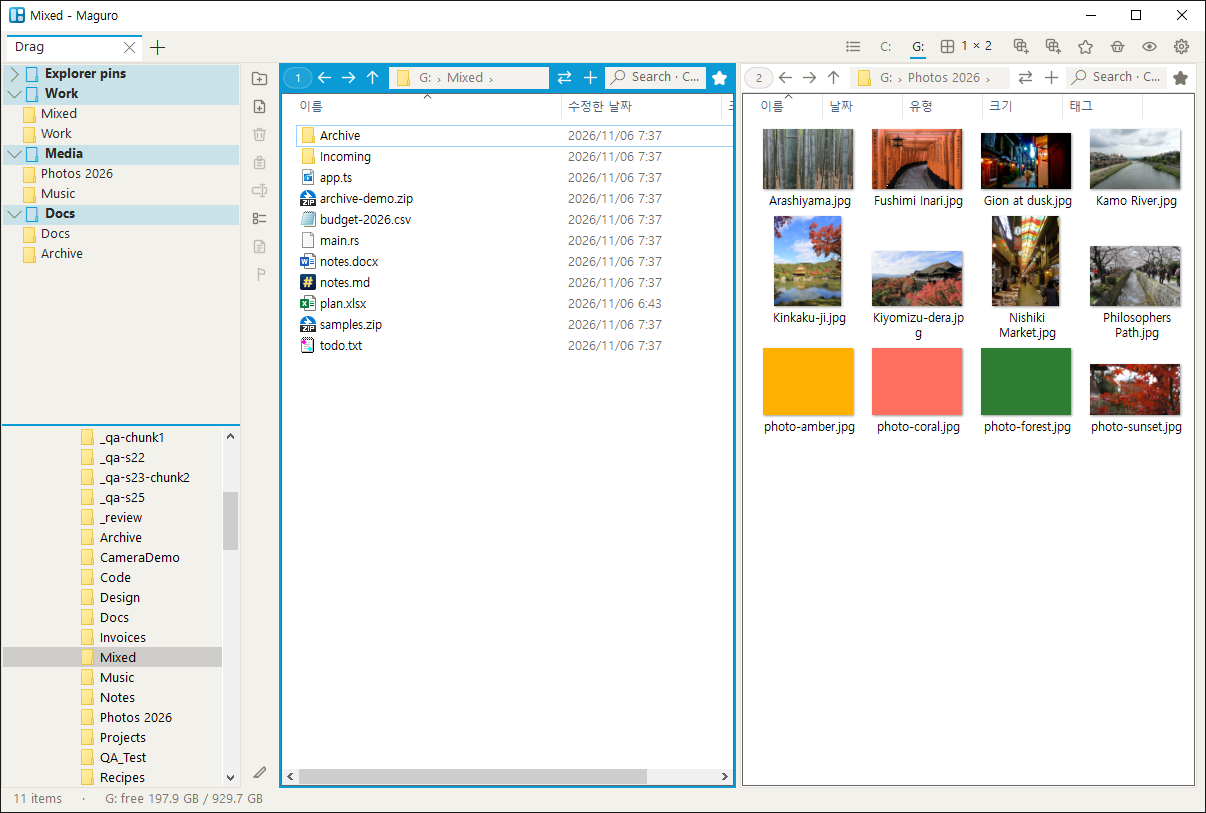 Mixed - Maguro
Drag
C:
G:
1 × 2
Explorer pins
Work
Mixed
Work
Media
Photos 2026
Music
Docs
Docs
Archive
_qa-chunk1
_qa-s22
_qa-s23-chunk2
_qa-s25
_review
Archive
CameraDemo
Code
Design
Docs
Invoices
Mixed
Music
Notes
Photos 2026
Projects
QA_Test
Recipes
1 G: › Mixed › Search · C...
이름 수정한 날짜
Archive 2026/11/06 7:37
Incoming 2026/11/06 7:37
app.ts 2026/11/06 7:37
archive-demo.zip 2026/11/06 7:37
budget-2026.csv 2026/11/06 7:37
main.rs 2026/11/06 7:37
notes.docx 2026/11/06 7:37
notes.md 2026/11/06 7:37
plan.xlsx 2026/11/06 6:43
samples.zip 2026/11/06 7:37
todo.txt 2026/11/06 7:37
2 G: › Photos 2026 › Search · C...
이름 날짜 유형 크기 태그
Arashiyama.jpg Fushimi Inari.jpg Gion at dusk.jpg Kamo River.jpg
Kinkaku-ji.jpg Kiyomizu-dera.jp Nishiki Philosophers
g Market.jpg Path.jpg
photo-amber.jpg photo-coral.jpg photo-forest.jpg photo-sunset.jpg
11 items · G: free 197.9 GB / 929.7 GB